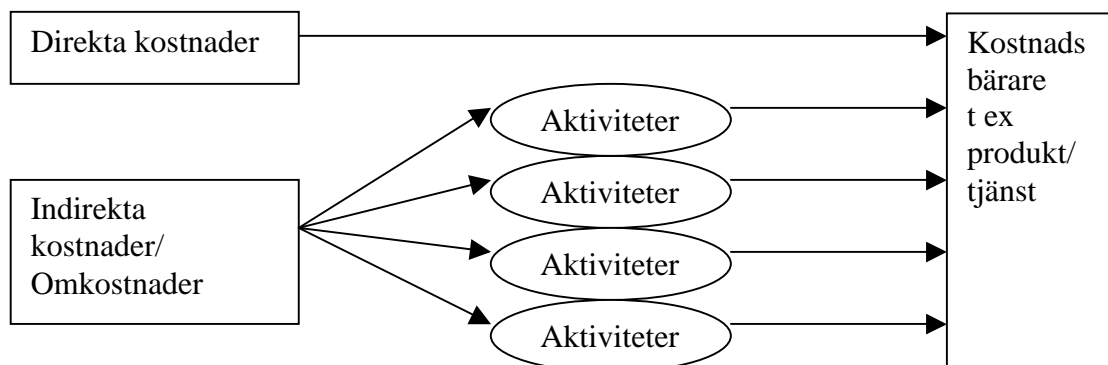 Direkta kostnader
Kostnads
bärare
t ex
produkt/
tjänst
Aktiviteter
Aktiviteter
Aktiviteter
Aktiviteter
Indirekta
kostnader/
Omkostnader